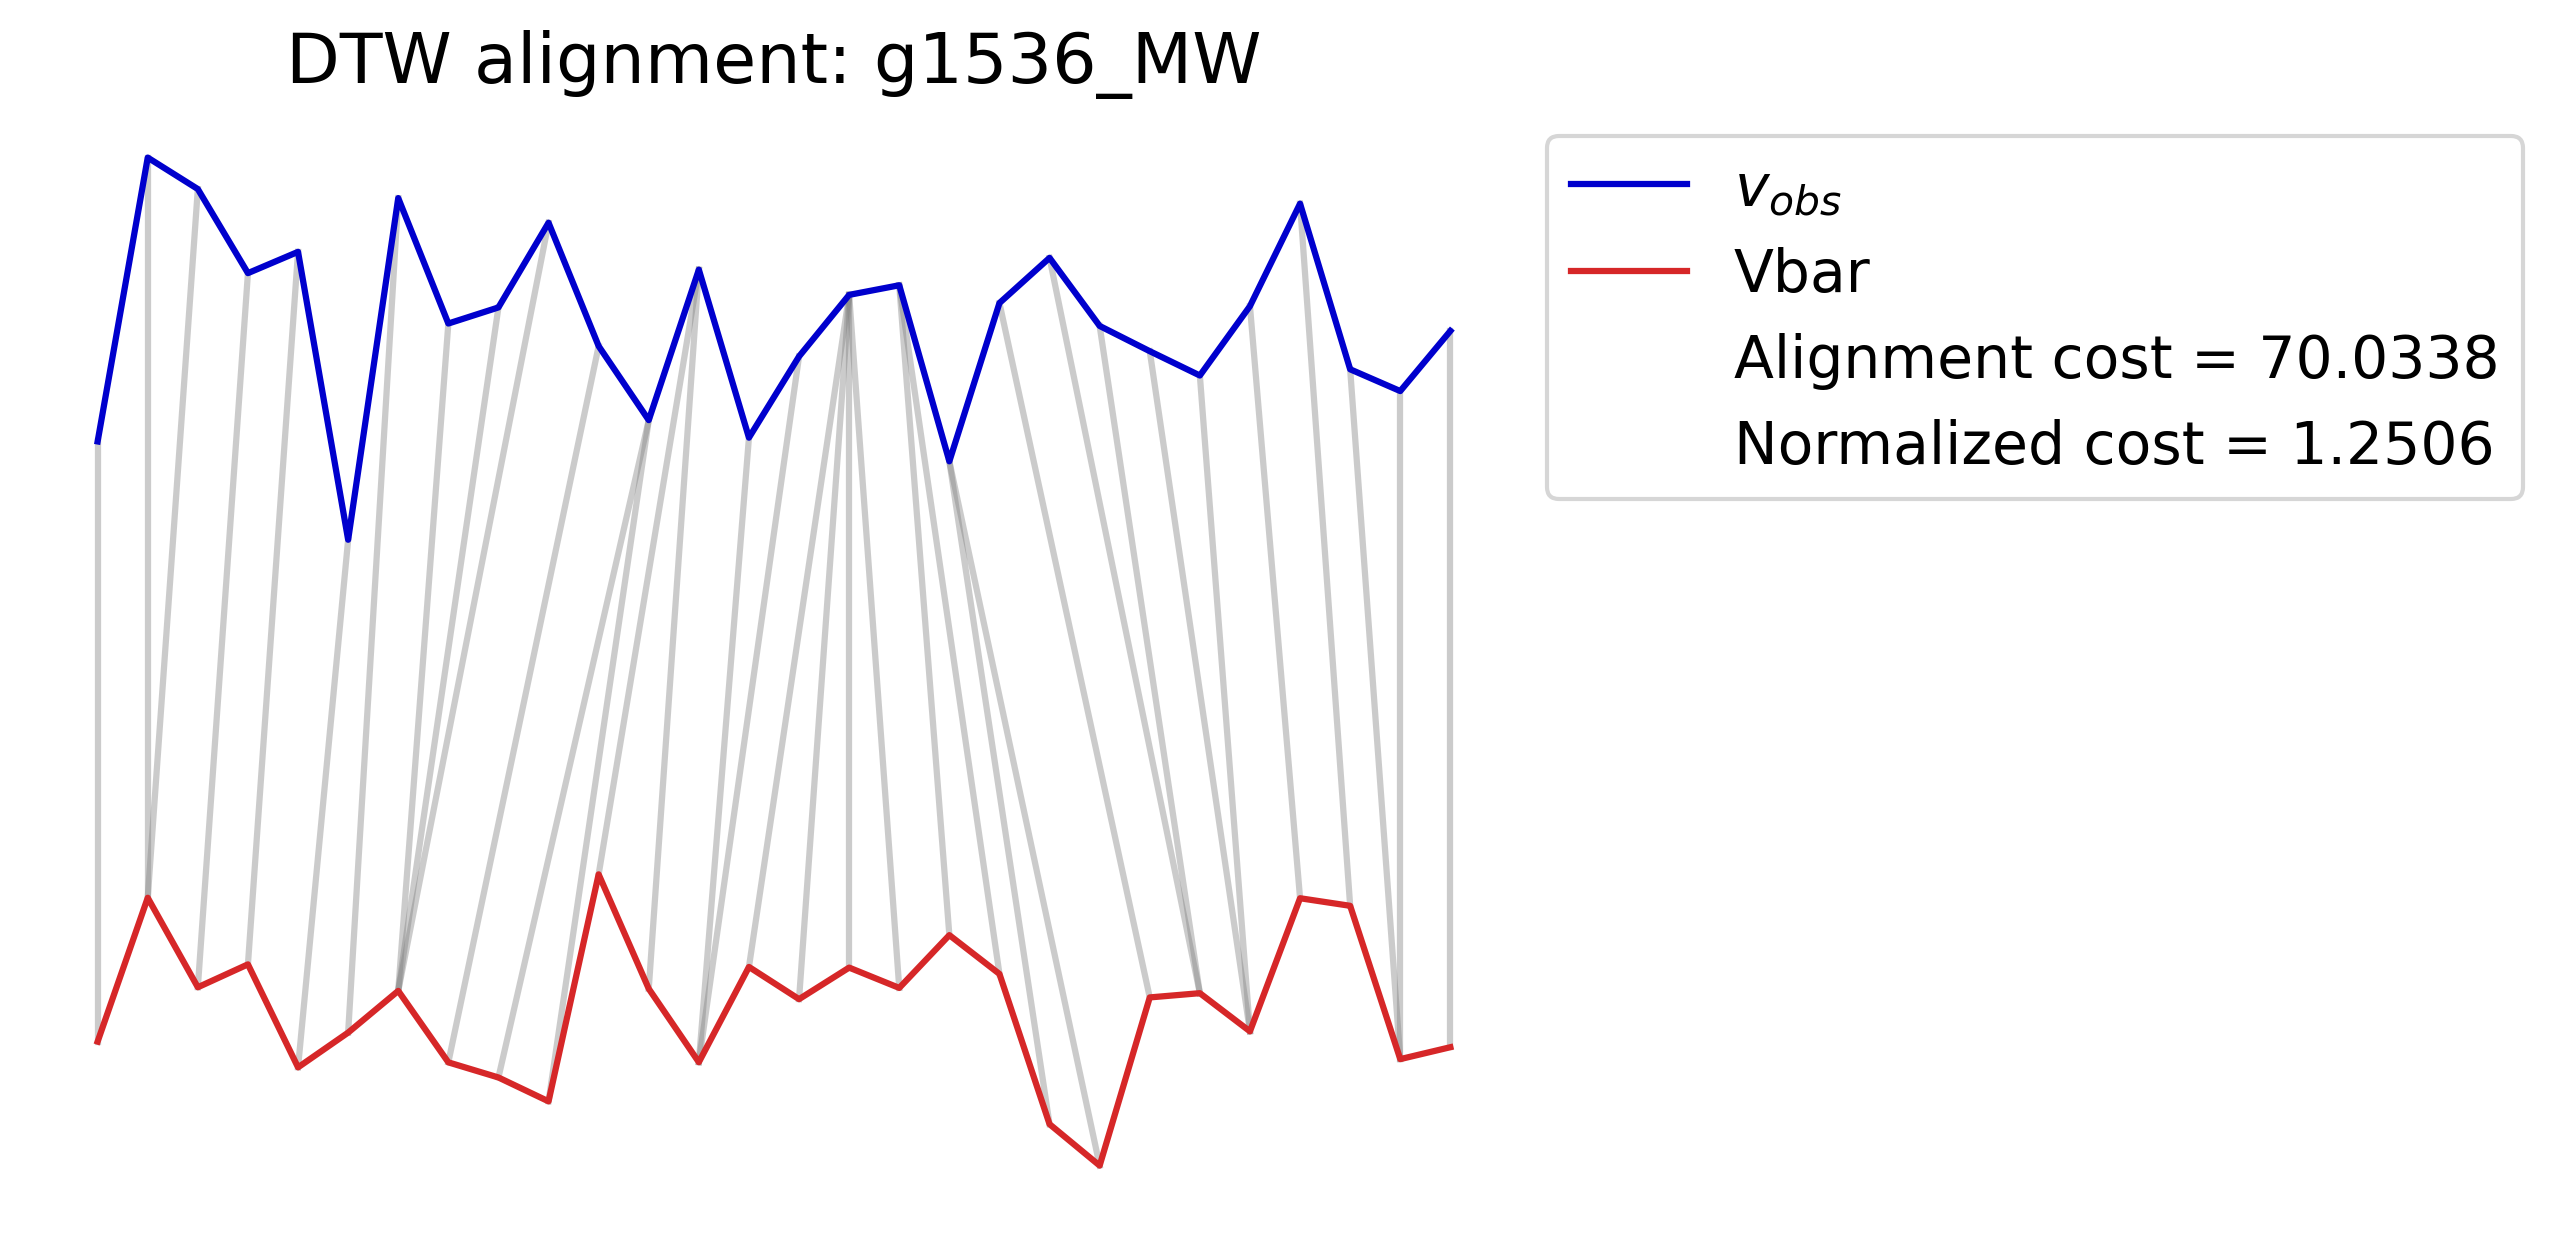 DTW alignment: g1536_MW
v_obs
Vbar
Alignment cost = 70.0338
Normalized cost = 1.2506